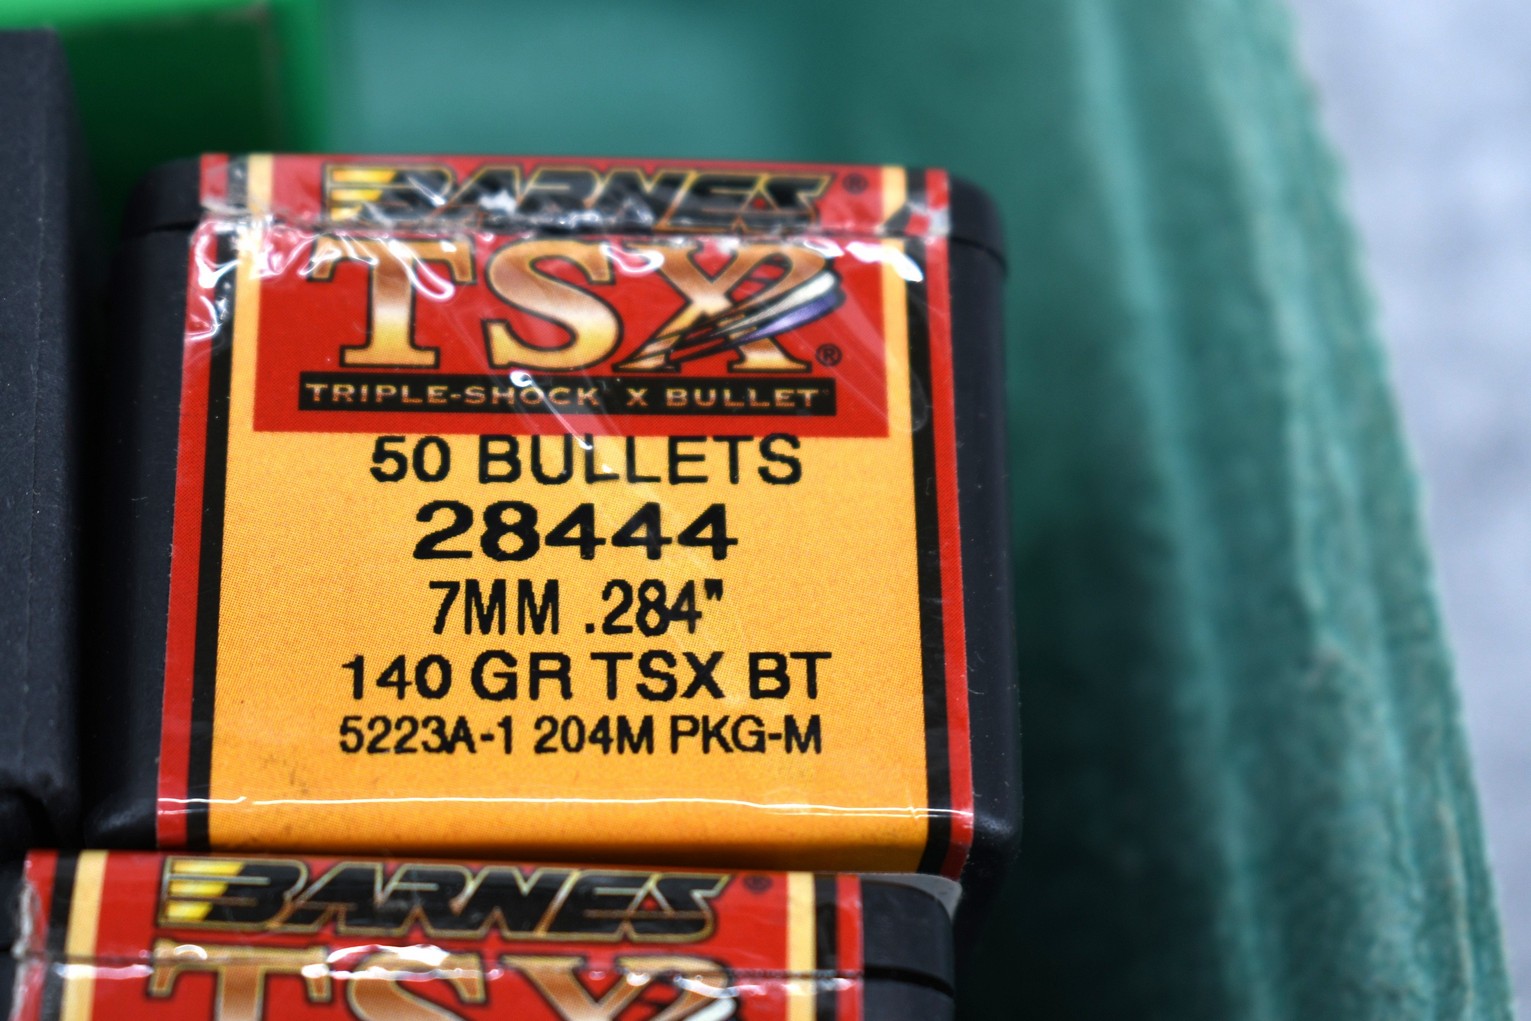 BARNES®
TSX®
TRIPLE-SHOCK X BULLET
50 BULLETS
28444
7MM .284"
140 GR TSX BT
5223A-1 204M PKG-M
BARNES®
TSX